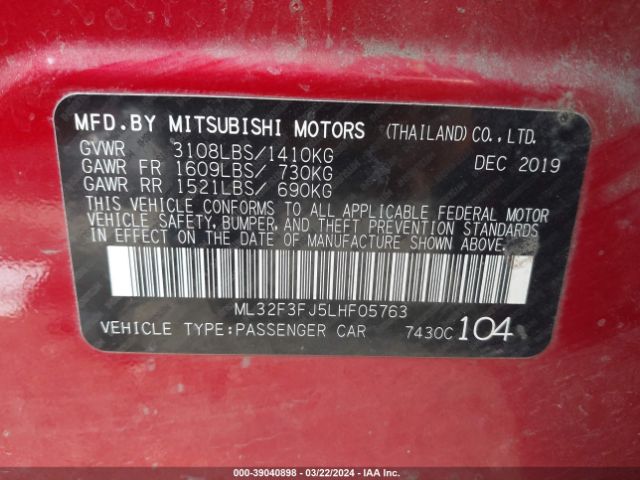 MFD.BY MITSUBISHI MOTORS (THAILAND) CO., LTD.
GVWR 3108LBS/1410KG DEC 2019
GAWR FR 1609LBS/ 730KG
GAWR RR 1521LBS/ 690KG
THIS VEHICLE CONFORMS TO ALL APPLICABLE FEDERAL MOTOR
VEHICLE SAFETY, BUMPER, AND THEFT PREVENTION STANDARDS
IN EFFECT ON THE DATE OF MANUFACTURE SHOWN ABOVE.
ML32F3FJ5LHF05763
VEHICLE TYPE:PASSENGER CAR 7430C 104
000-39040898 - 03/22/2024 - IAA Inc.